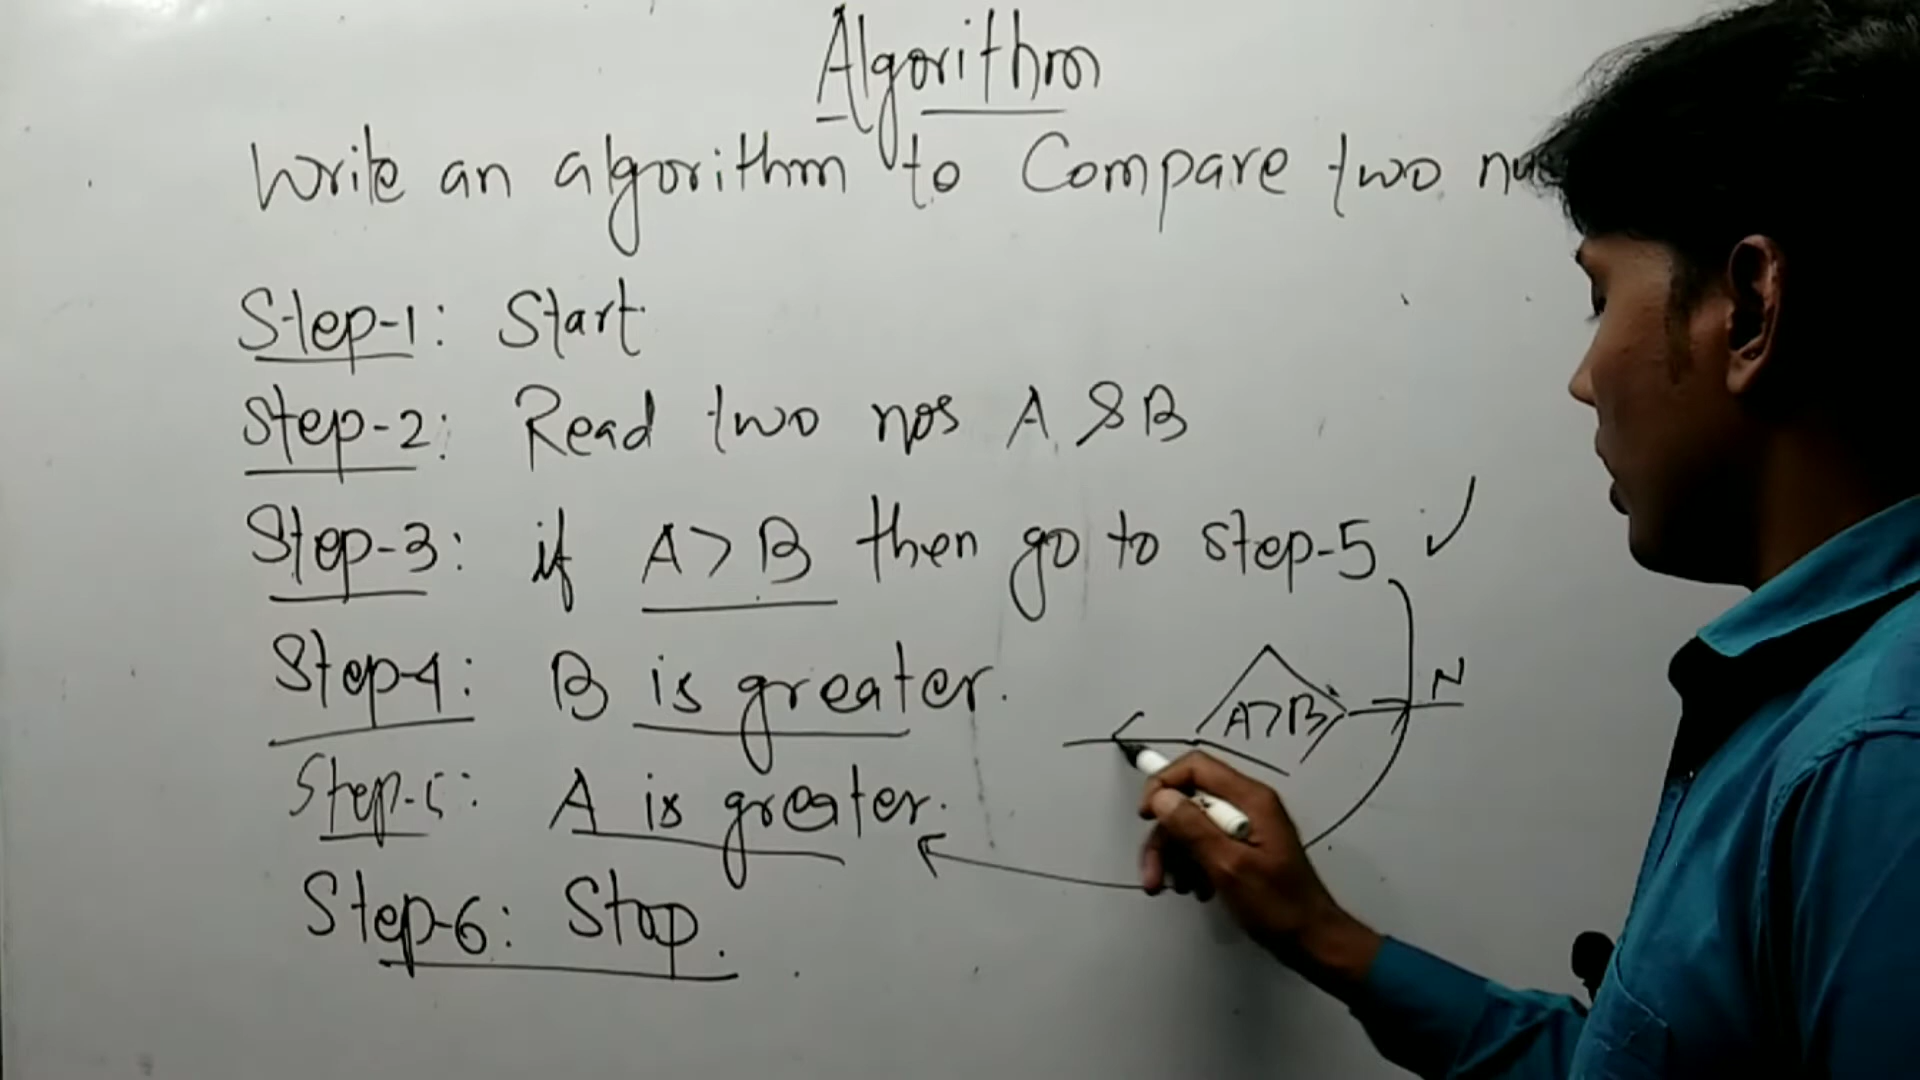 Algorithm
Write an algorithm to Compare two
Step-1: Start
Step-2: Read two nos A & B
Step-3: if A > B then go to step-5
Step-4: B is greater.
Step-5: A is greater.
Step-6: Stop.
A>B
N